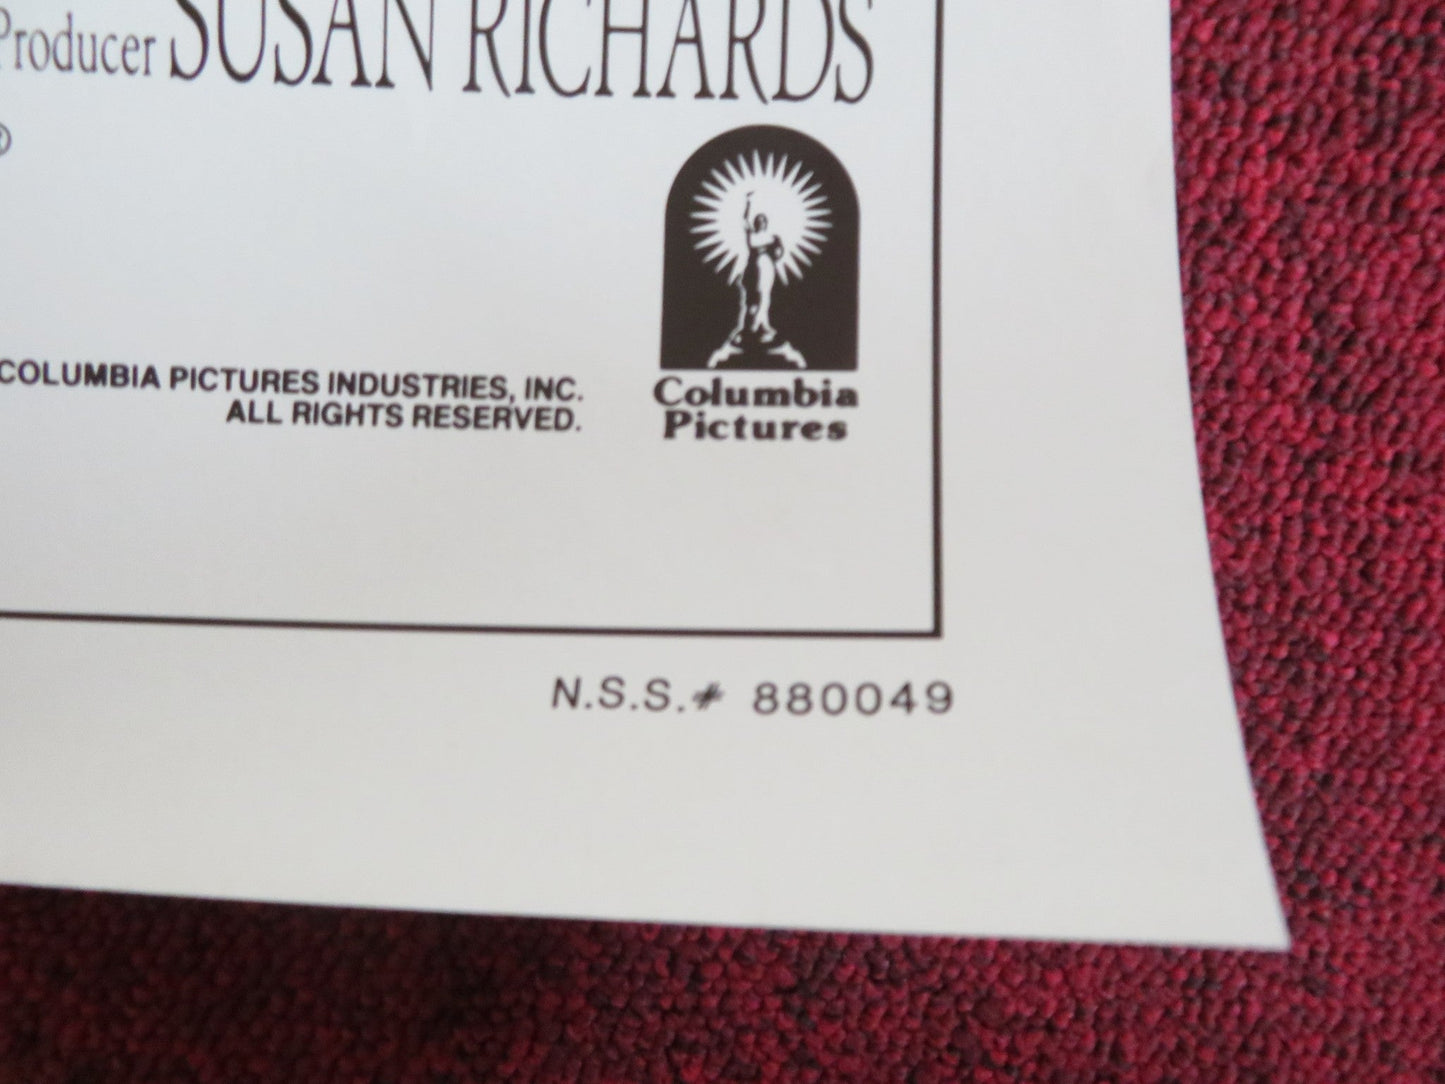 Producer SUSAN RICHARDS
®
COLUMBIA PICTURES INDUSTRIES, INC.
ALL RIGHTS RESERVED.
Columbia
Pictures
N.S.S.# 880049